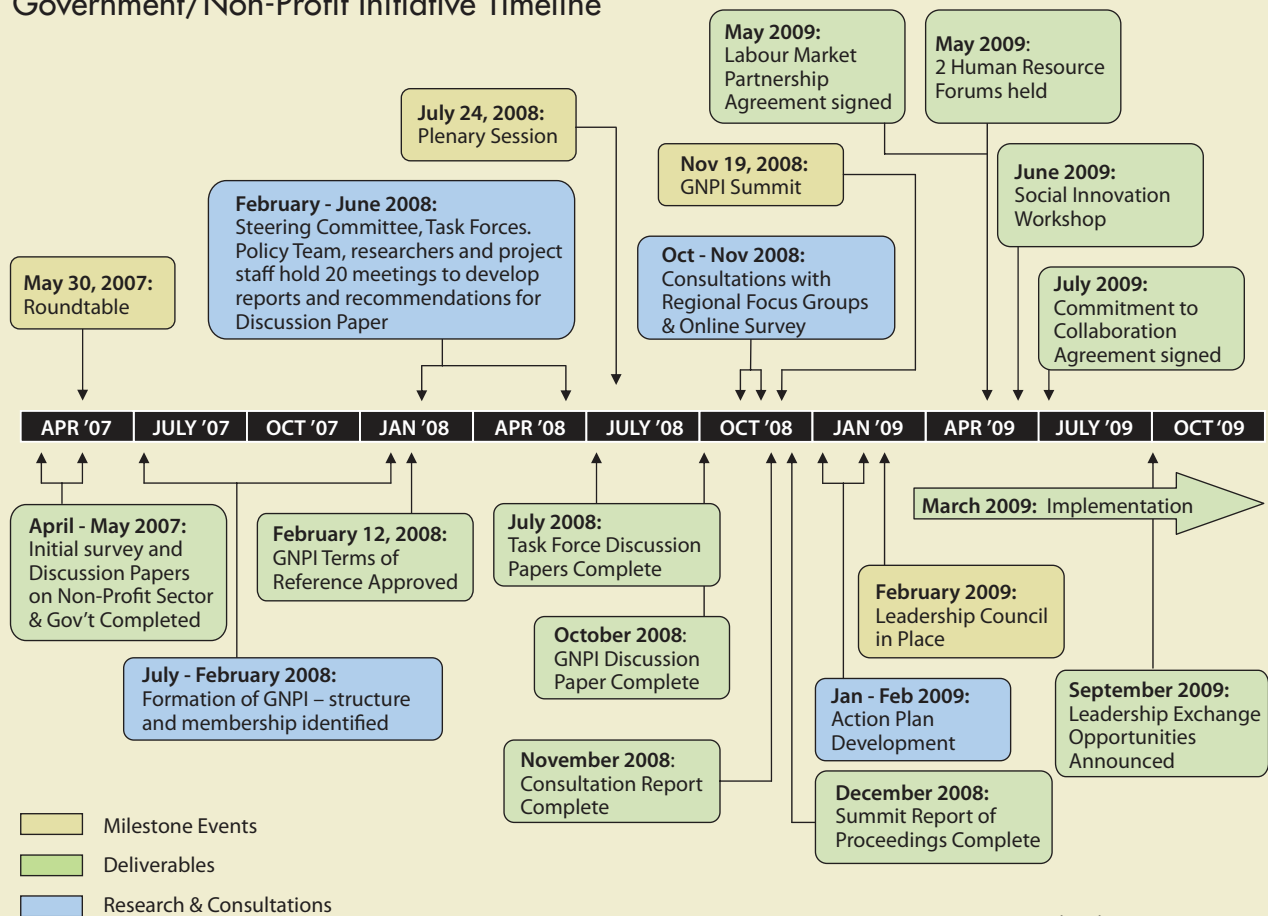 Government/Non-Profit Initiative Timeline
May 2009:
Labour Market
Partnership
Agreement signed
May 2009:
2 Human Resource
Forums held
July 24, 2008:
Plenary Session
Nov 19, 2008:
GNPI Summit
June 2009:
Social Innovation
Workshop
February - June 2008:
Steering Committee, Task Forces.
Policy Team, researchers and project
staff hold 20 meetings to develop
reports and recommendations for
Discussion Paper
Oct - Nov 2008:
Consultations with
Regional Focus Groups
& Online Survey
May 30, 2007:
Roundtable
July 2009:
Commitment to
Collaboration
Agreement signed
APR '07 JULY '07 OCT '07 JAN '08 APR '08 JULY '08 OCT '08 JAN '09 APR '09 JULY '09 OCT '09
March 2009: Implementation
April - May 2007:
Initial survey and
Discussion Papers
on Non-Profit Sector
& Gov't Completed
February 12, 2008:
GNPI Terms of
Reference Approved
July 2008:
Task Force Discussion
Papers Complete
February 2009:
Leadership Council
in Place
October 2008:
GNPI Discussion
Paper Complete
July - February 2008:
Formation of GNPI – structure
and membership identified
Jan - Feb 2009:
Action Plan
Development
September 2009:
Leadership Exchange
Opportunities
Announced
November 2008:
Consultation Report
Complete
December 2008:
Summit Report of
Proceedings Complete
Milestone Events
Deliverables
Research & Consultations